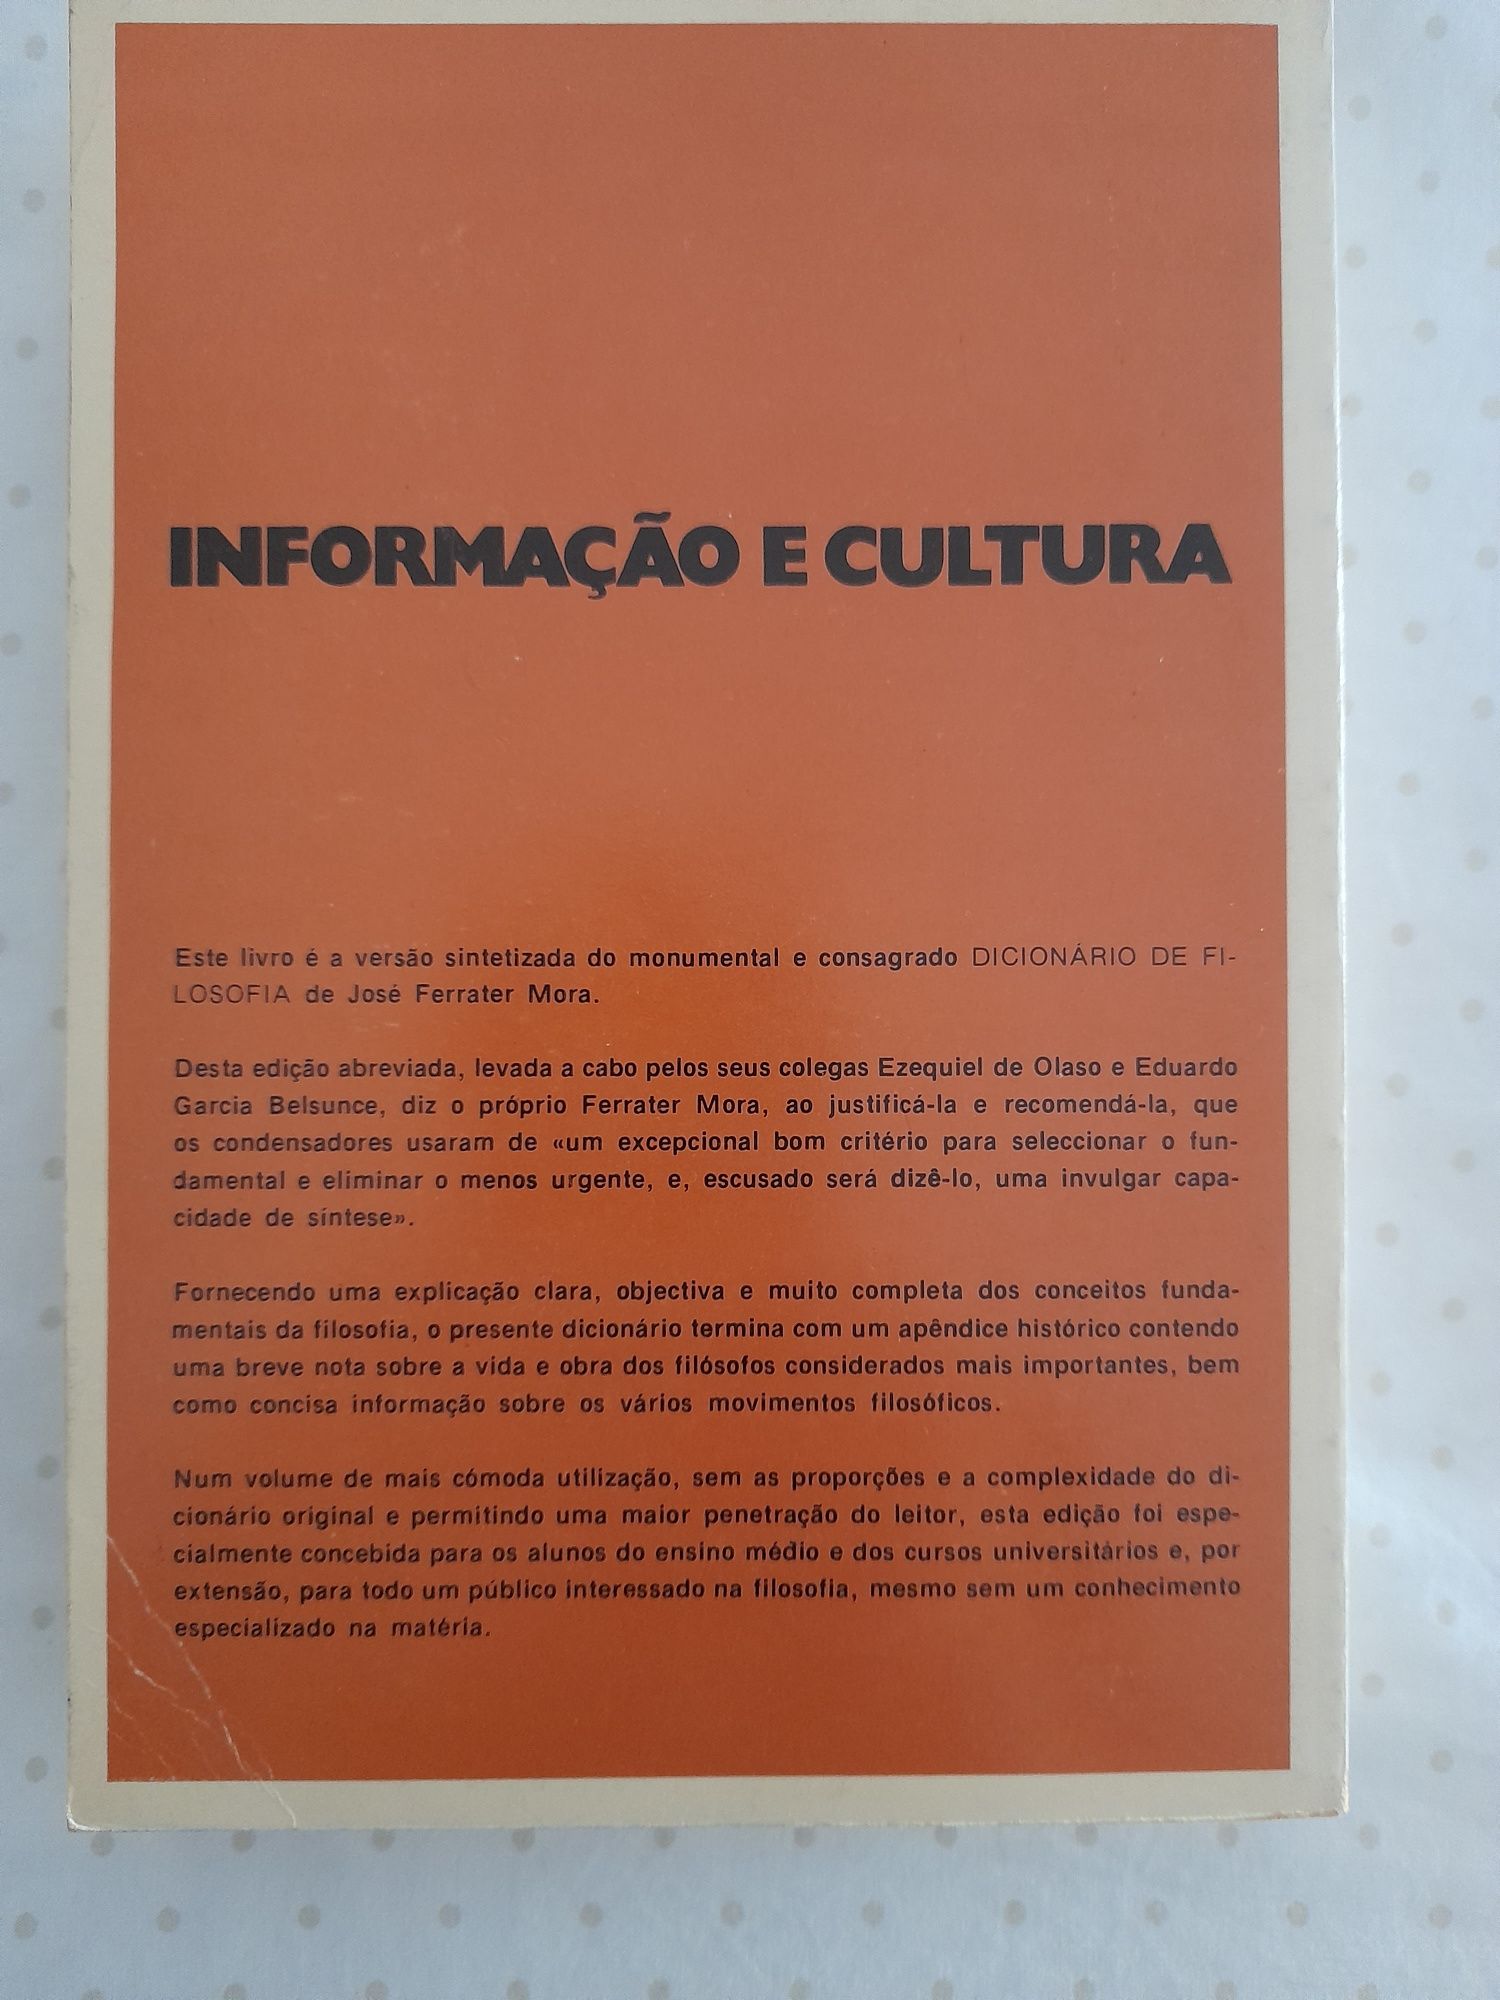 INFORMAÇÃO E CULTURA
Este livro é a versão sintetizada do monumental e consagrado DICIONÁRIO DE FI-
LOSOFIA de José Ferrater Mora.
Desta edição abreviada, levada a cabo pelos seus colegas Ezequiel de Olaso e Eduardo
Garcia Belsunce, diz o próprio Ferrater Mora, ao justificá-la e recomendá-la, que
os condensadores usaram de «um excepcional bom critério para seleccionar o fun-
damental e eliminar o menos urgente, e, escusado será dizê-lo, uma invulgar capa-
cidade de síntese».
Fornecendo uma explicação clara, objectiva e muito completa dos conceitos funda-
mentais da filosofia, o presente dicionário termina com um apêndice histórico contendo
uma breve nota sobre a vida e obra dos filósofos considerados mais importantes, bem
como concisa informação sobre os vários movimentos filosóficos.
Num volume de mais cómoda utilização, sem as proporções e a complexidade do di-
cionário original e permitindo uma maior penetração do leitor, esta edição foi espe-
cialmente concebida para os alunos do ensino médio e dos cursos universitários e, por
extensão, para todo um público interessado na filosofia, mesmo sem um conhecimento
especializado na matéria.